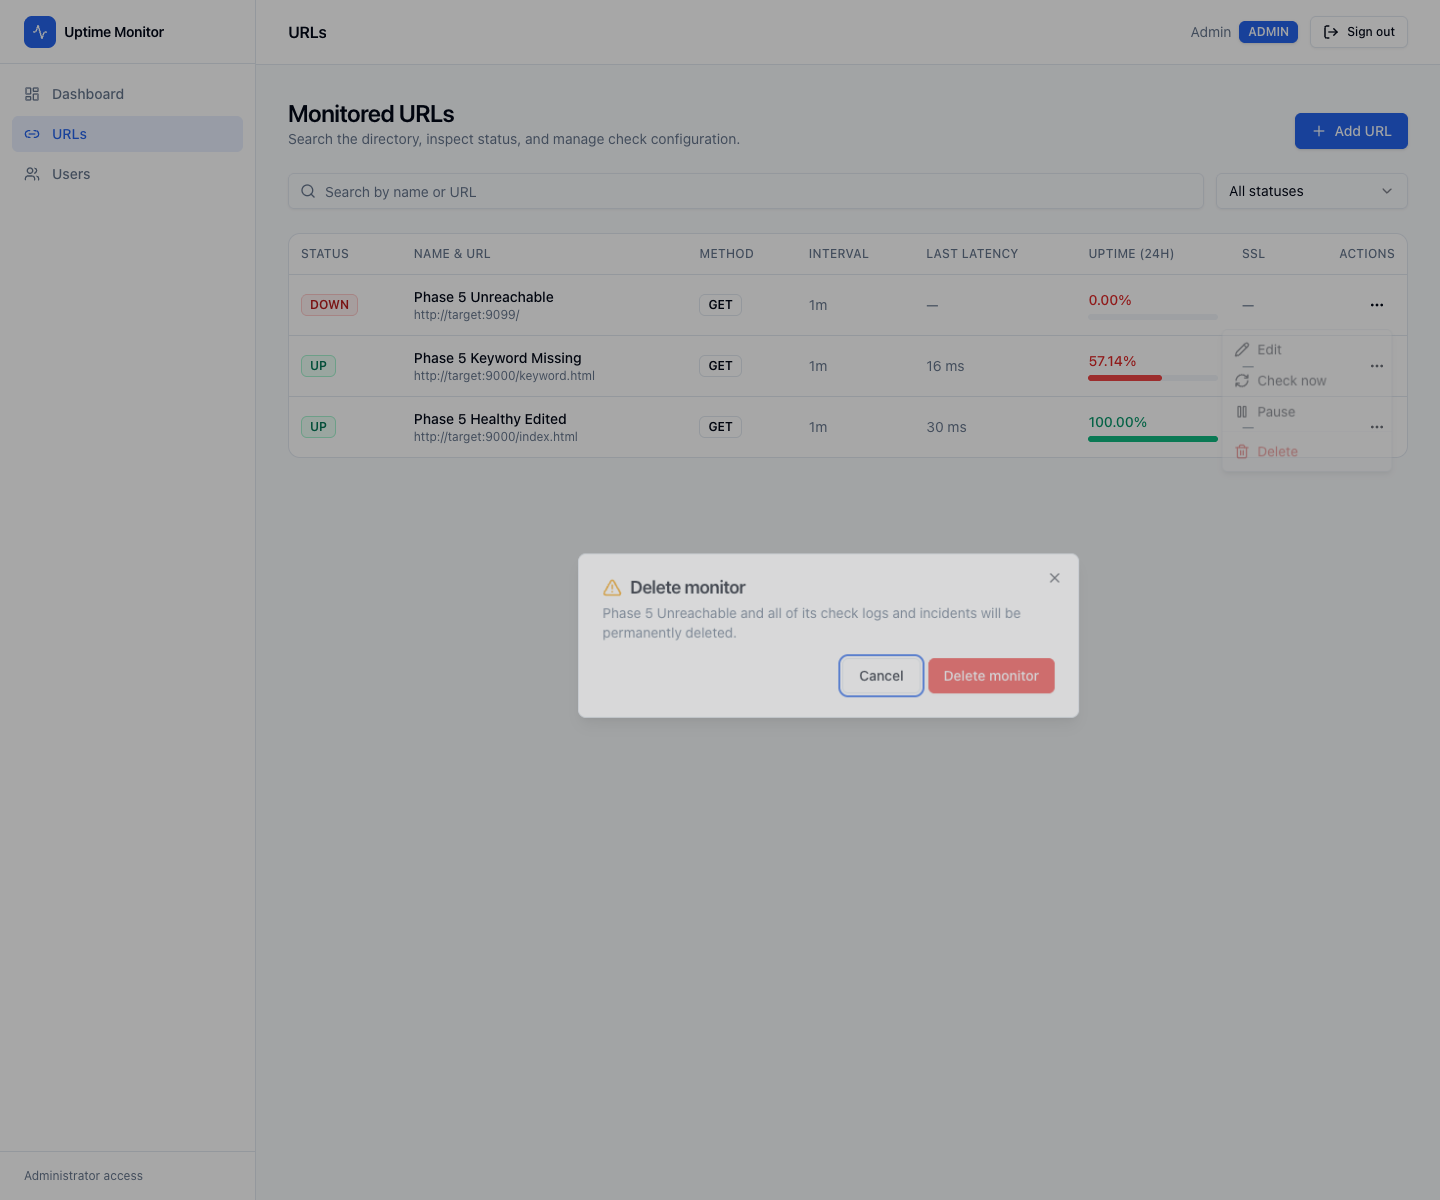 Uptime Monitor
URLs
Admin
ADMIN
Sign out
Dashboard
URLs
Users
Monitored URLs
Search the directory, inspect status, and manage check configuration.
Add URL
Search by name or URL
All statuses
STATUS NAME & URL METHOD INTERVAL LAST LATENCY UPTIME (24H) SSL ACTIONS
DOWN Phase 5 Unreachable GET 1m — 0.00% —
http://target:9099/
UP Phase 5 Keyword Missing GET 1m 16 ms 57.14% —
http://target:9000/keyword.html
UP Phase 5 Healthy Edited GET 1m 30 ms 100.00% —
http://target:9000/index.html
Edit
Check now
Pause
Delete
Delete monitor
Phase 5 Unreachable and all of its check logs and incidents will be
permanently deleted.
Cancel
Delete monitor
Administrator access